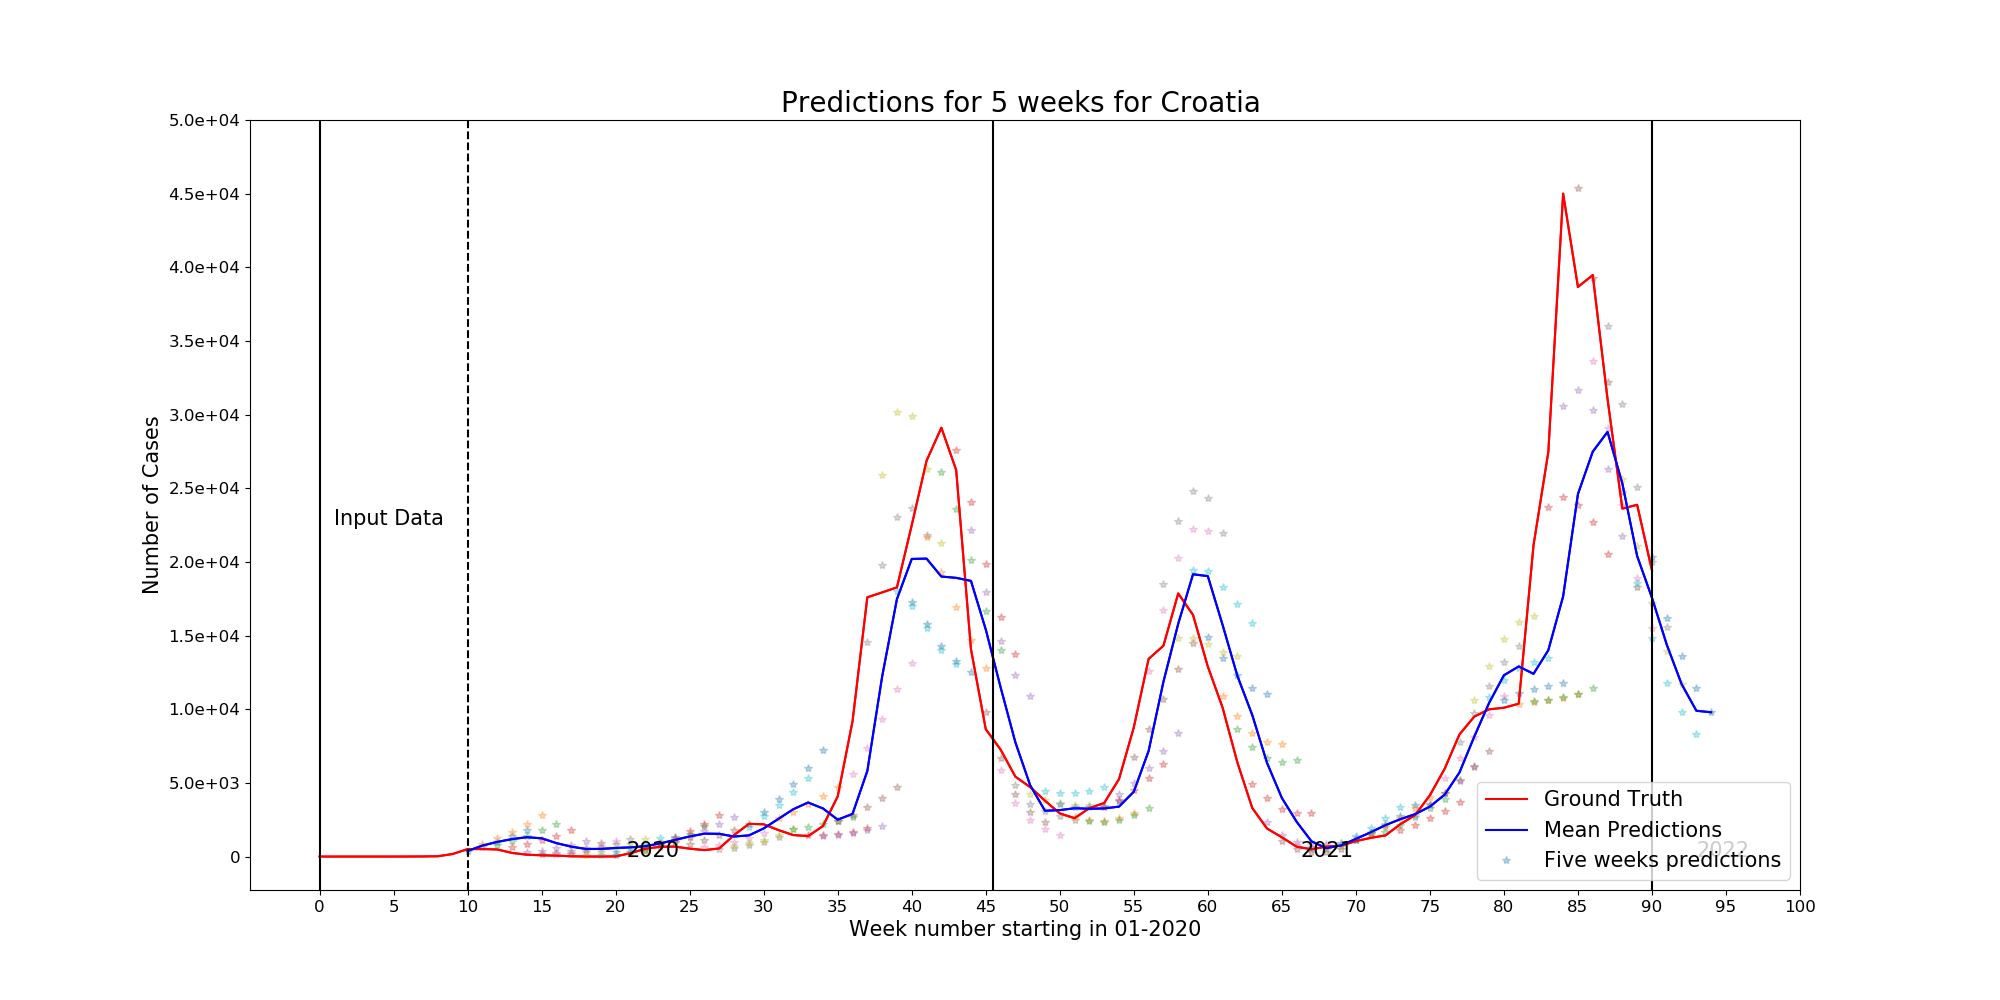 Predictions for 5 weeks for Croatia
Number of Cases
5.0e+04
4.5e+04
4.0e+04
3.5e+04
3.0e+04
2.5e+04
2.0e+04
1.5e+04
1.0e+04
5.0e+03
0
Input Data
2020
2021
2022
Ground Truth
Mean Predictions
Five weeks predictions
0 5 10 15 20 25 30 35 40 45 50 55 60 65 70 75 80 85 90 95 100
Week number starting in 01-2020